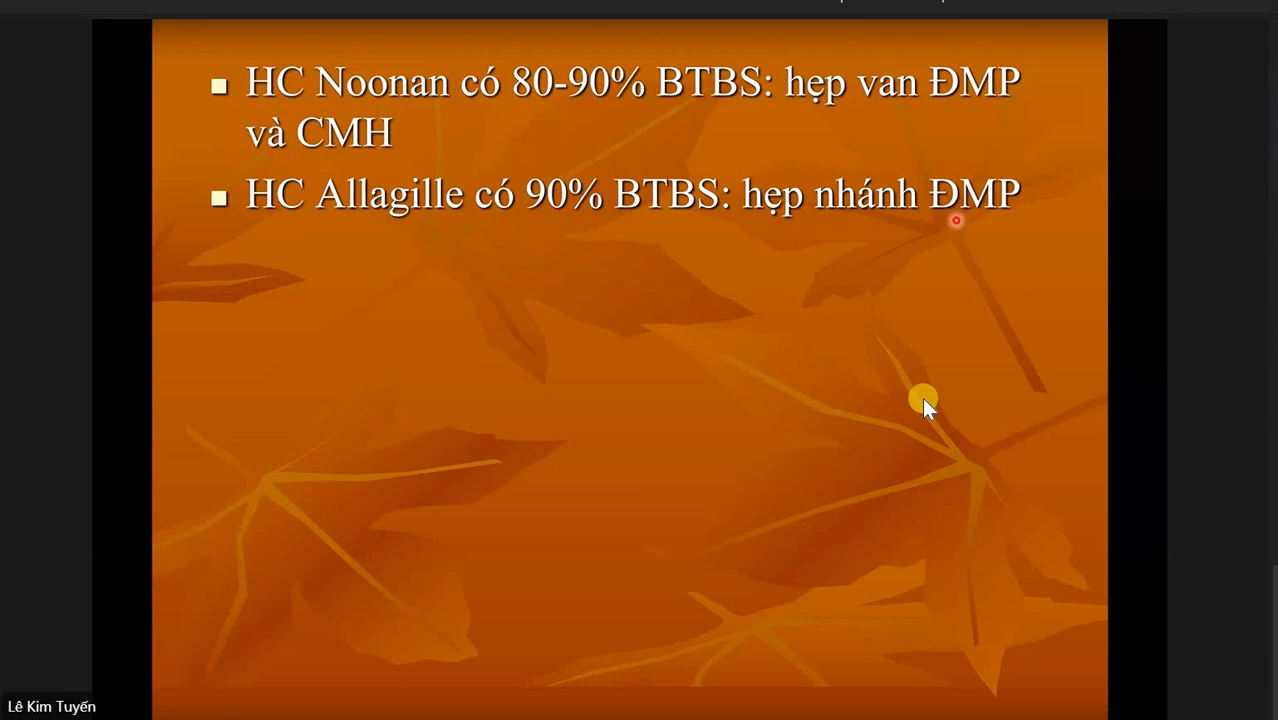 HC Noonan có 80-90% BTBS: hẹp van ĐMP
và CMH
HC Allagille có 90% BTBS: hẹp nhánh ĐMP
Lê Kim Tuyến